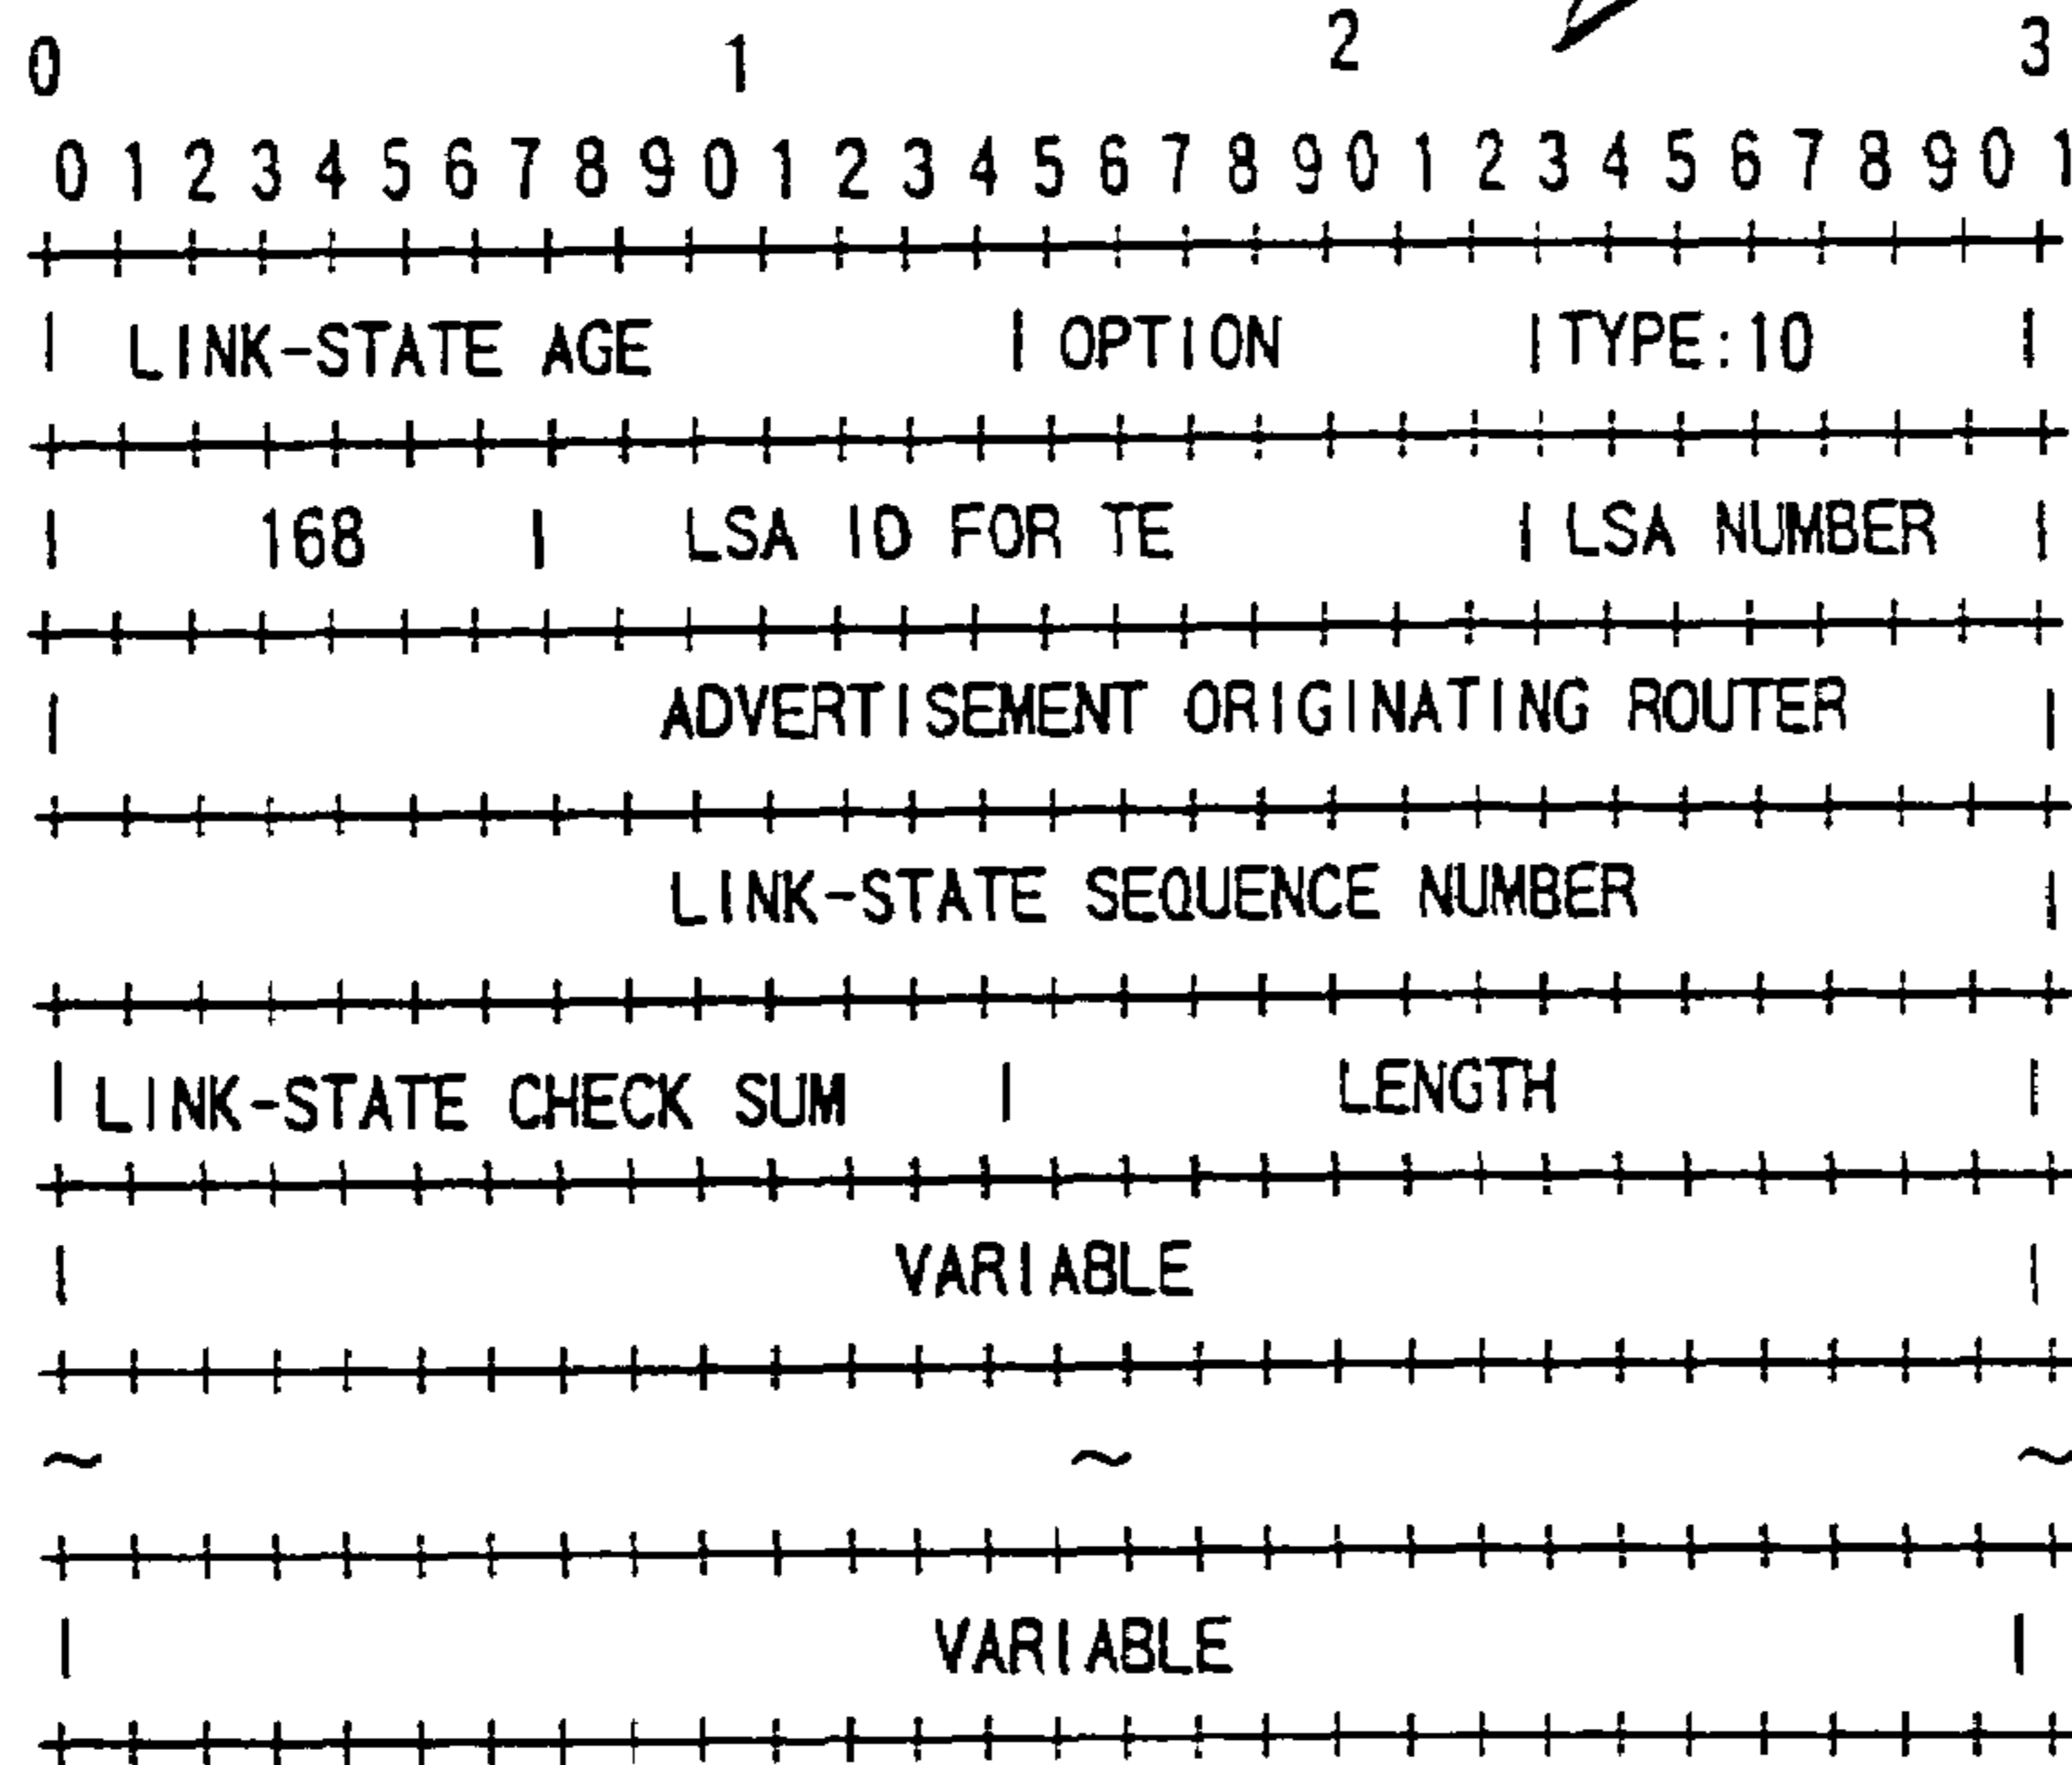 0 1 2 3
0 1 2 3 4 5 6 7 8 9 0 1 2 3 4 5 6 7 8 9 0 1 2 3 4 5 6 7 8 9 0 1
| LINK-STATE AGE | OPTION | TYPE:10 |
| 168 | LSA ID FOR TE | LSA NUMBER |
| ADVERTISEMENT ORIGINATING ROUTER |
LINK-STATE SEQUENCE NUMBER |
| LINK-STATE CHECK SUM | LENGTH |
| VARIABLE |
~ ~ ~
| VARIABLE |